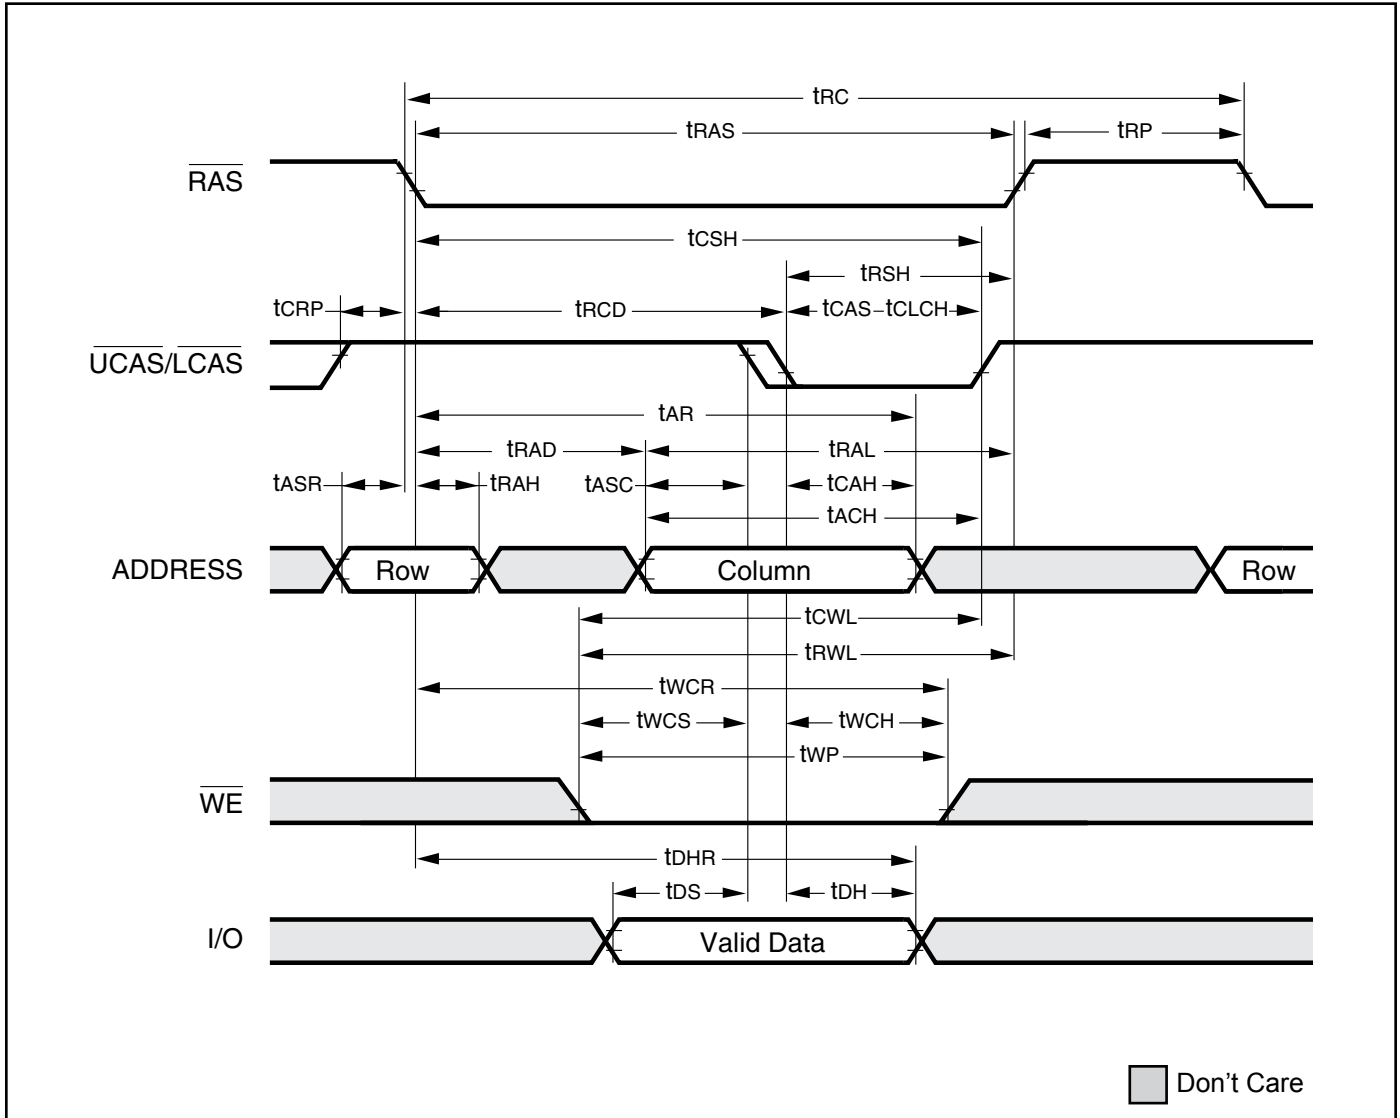 tRC
tRAS
tRP
RAS
tCSH
tRSH
tCRP
tRCD
tCAS
tCLCH
UCAS/LCAS
tAR
tRAD
tRAL
tASR
tRAH
tASC
tCAH
tACH
ADDRESS
Row
Column
Row
tCWL
tRWL
tWCR
tWCS
tWCH
tWP
WE
tDHR
tDS
tDH
I/O
Valid Data
Don't Care